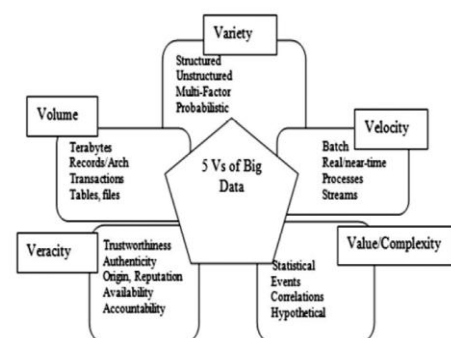 Variety
Structured
Unstructured
Multi-Factor
Probabilistic
Volume
Terabytes
Records/Arch
Transactions
Tables, files
5 Vs of Big
Data
Velocity
Batch
Real/near-time
Processes
Streams
Veracity
Trustworthiness
Authenticity
Origin, Reputation
Availability
Accountability
Value/Complexity
Statistical
Events
Correlations
Hypothetical